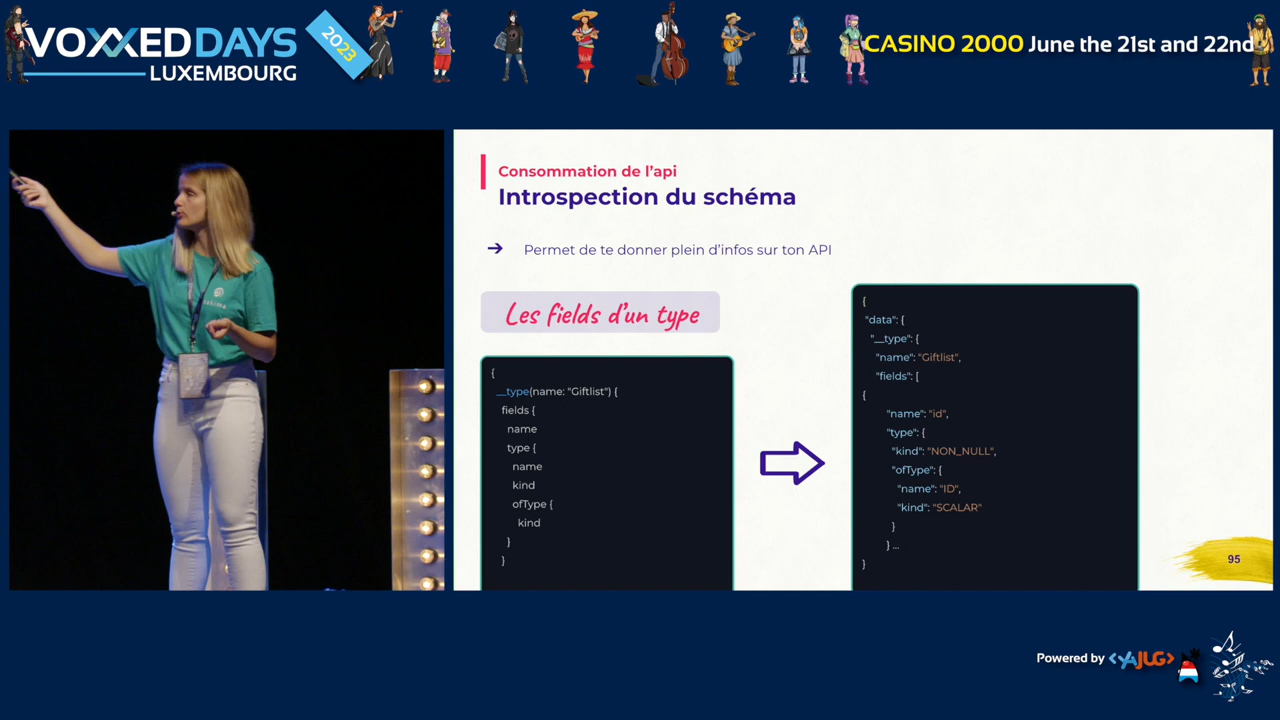 VOXXED DAYS
LUXEMBOURG
2023
CASINO 2000 June the 21st and 22nd
Consommation de l'api
Introspection du schéma
➔ Permet de te donner plein d'infos sur ton API
Les fields d'un type
{
__type(name: "Giftlist") {
fields {
name
type {
name
kind
ofType {
kind
}
}
{
"data": {
"__type": {
"name": "Giftlist",
"fields": [
{
"name": "id",
"type": {
"kind": "NON_NULL",
"ofType": {
"name": "ID",
"kind": "SCALAR"
}
} ...
}
95
Powered by <YAJUG>